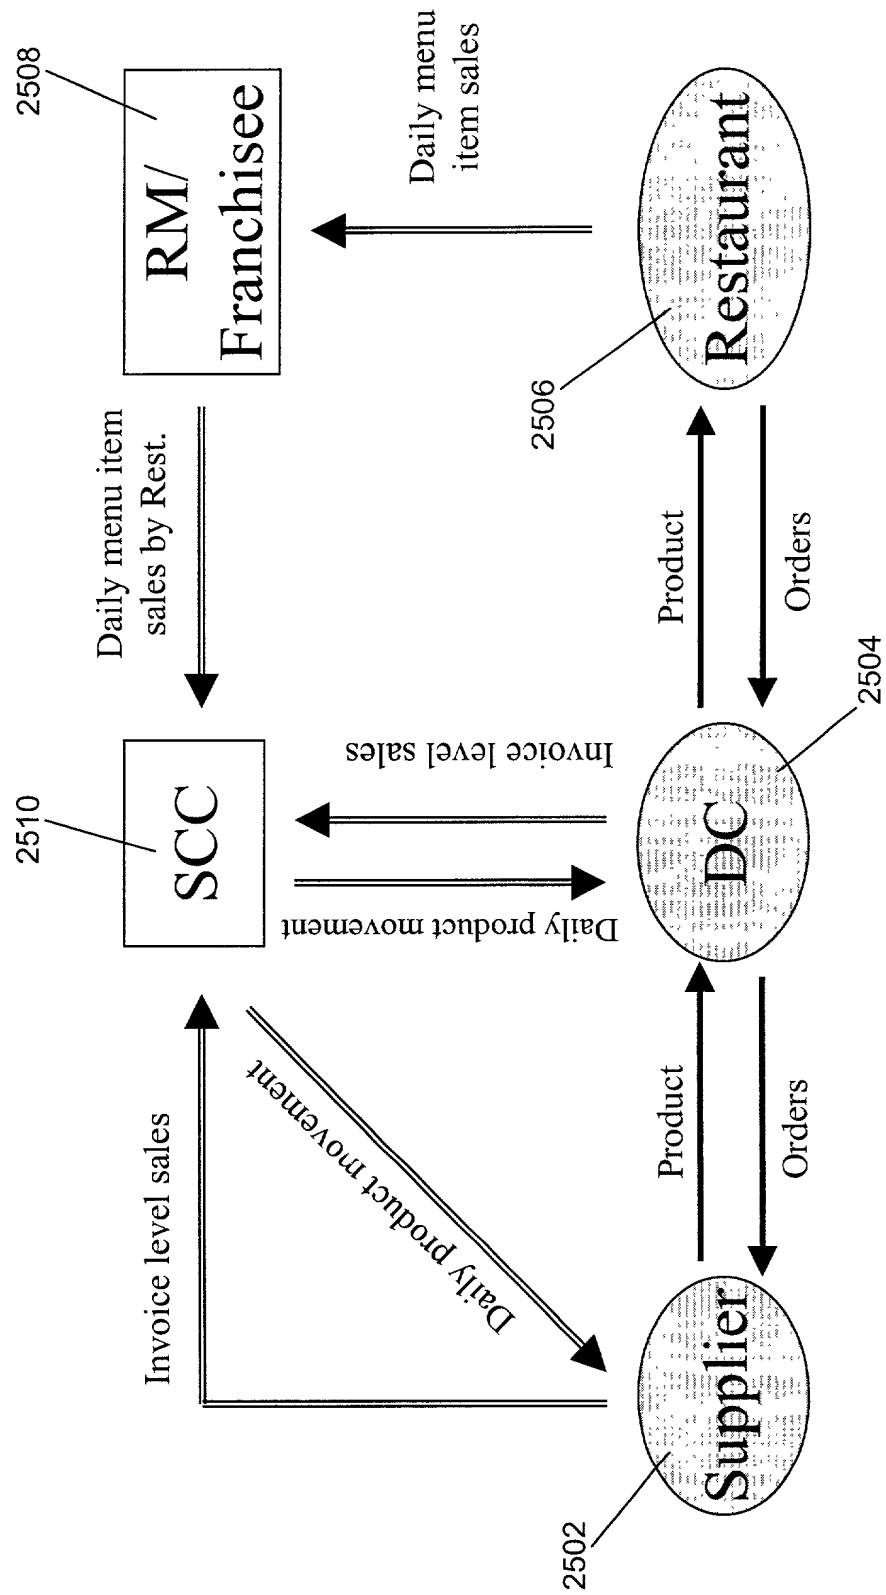 2510
2508
SCC
RM/
Franchisee
Invoice level sales
Daily menu item
sales by Rest.
Daily menu
item sales
Daily product movement
Daily product movement
Invoice level sales
2502
Supplier
Product
Orders
DC
2504
Product
Orders
2506
Restaurant